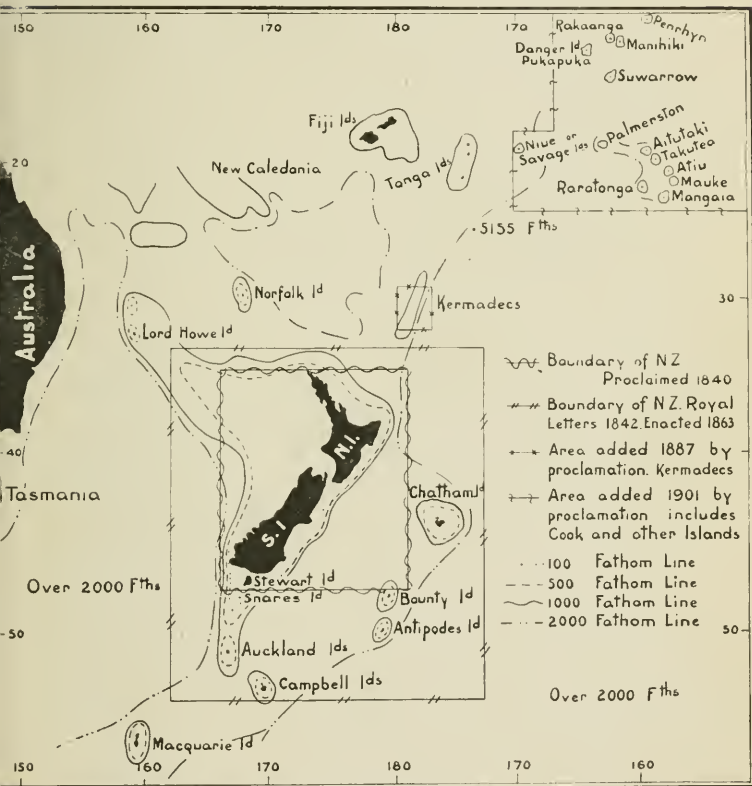 150 160 170 180 170 160
Rakaanga
Penrhyn
Manihiki
Danger Id
Pukapuka
Suwarrow
Fiji Ids
Niue or
Savage Ids
Palmerston
Aitutaki
Takutea
Atiu
Mauke
Mangaia
Raratonga
20
New Caledonia
Tonga Ids
5155 Fths
Australia
Norfolk Id
Kermadecs
30
Lord Howe Id
Boundary of NZ
Proclaimed 1840
Boundary of N.Z. Royal
Letters 1842. Enacted 1863
Area added 1887 by
proclamation. Kermadecs
Area added 1901 by
proclamation includes
Cook and other Islands
100 Fathom Line
500 Fathom Line
1000 Fathom Line
2000 Fathom Line
N.I.
40
Tasmania
Chatham Id
S.I
Stewart Id
Over 2000 Fths
Snares Id
Bounty Id
50
Antipodes Id
50
Auckland Ids
Campbell Ids
Over 2000 Fths
Macquarie Id
150 160 170 180 170 160